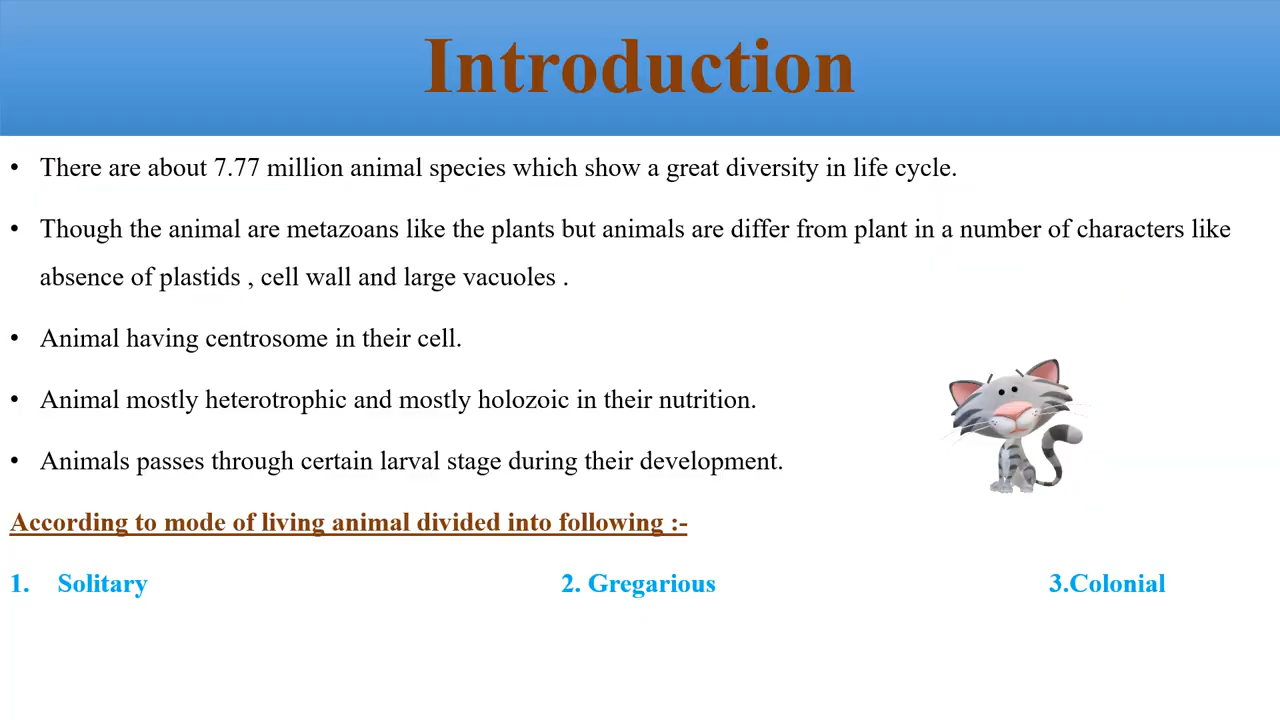 Introduction
• There are about 7.77 million animal species which show a great diversity in life cycle.
• Though the animal are metazoans like the plants but animals are differ from plant in a number of characters like
absence of plastids , cell wall and large vacuoles .
• Animal having centrosome in their cell.
• Animal mostly heterotrophic and mostly holozoic in their nutrition.
• Animals passes through certain larval stage during their development.
According to mode of living animal divided into following :-
1. Solitary 2. Gregarious 3.Colonial